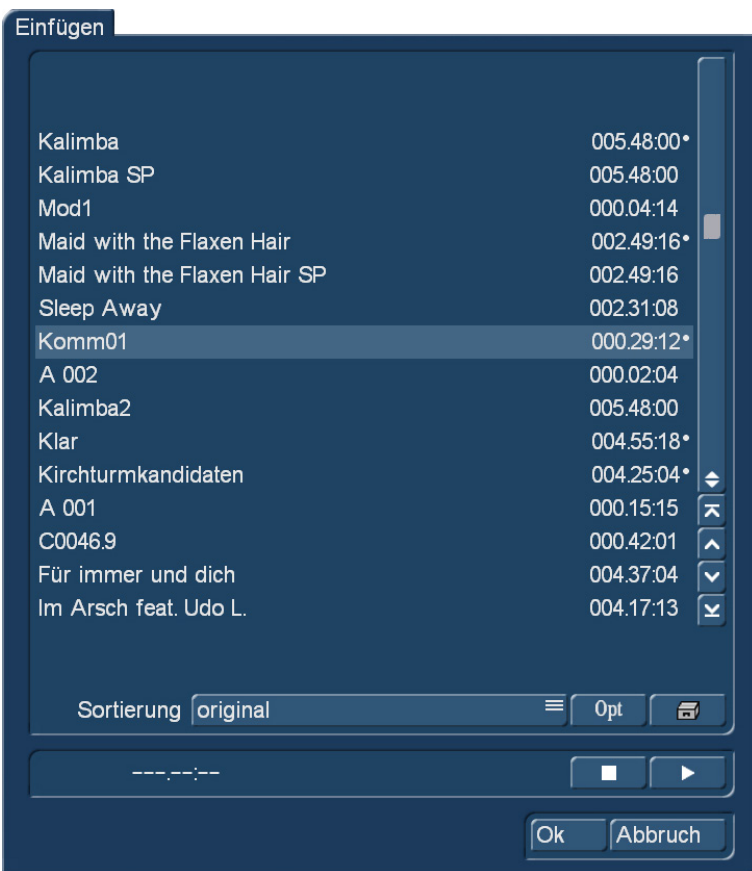 Einfügen
Kalimba 005.48:00•
Kalimba SP 005.48:00
Mod1 000.04:14
Maid with the Flaxen Hair 002.49:16•
Maid with the Flaxen Hair SP 002.49:16
Sleep Away 002.31:08
Komm01 000.29:12•
A 002 000.02:04
Kalimba2 005.48:00
Klar 004.55:18•
Kirchturmkandidaten 004.25:04•
A 001 000.15:15
C0046.9 000.42:01
Für immer und dich 004.37:04
Im Arsch feat. Udo L. 004.17:13
Sortierung original Opt
---.--:--
Ok Abbruch